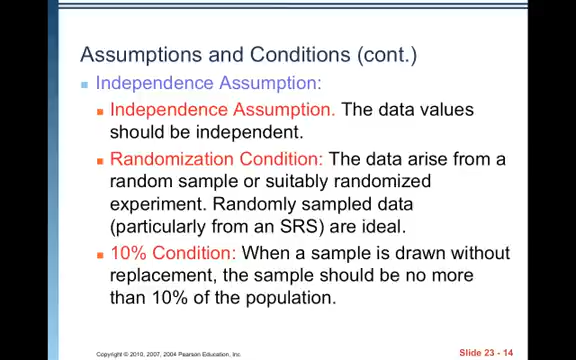 Assumptions and Conditions (cont.)
Independence Assumption:
Independence Assumption. The data values
should be independent.
Randomization Condition: The data arise from a
random sample or suitably randomized
experiment. Randomly sampled data
(particularly from an SRS) are ideal.
10% Condition: When a sample is drawn without
replacement, the sample should be no more
than 10% of the population.
Copyright © 2010, 2007, 2004 Pearson Education, Inc.
Slide 23 - 14